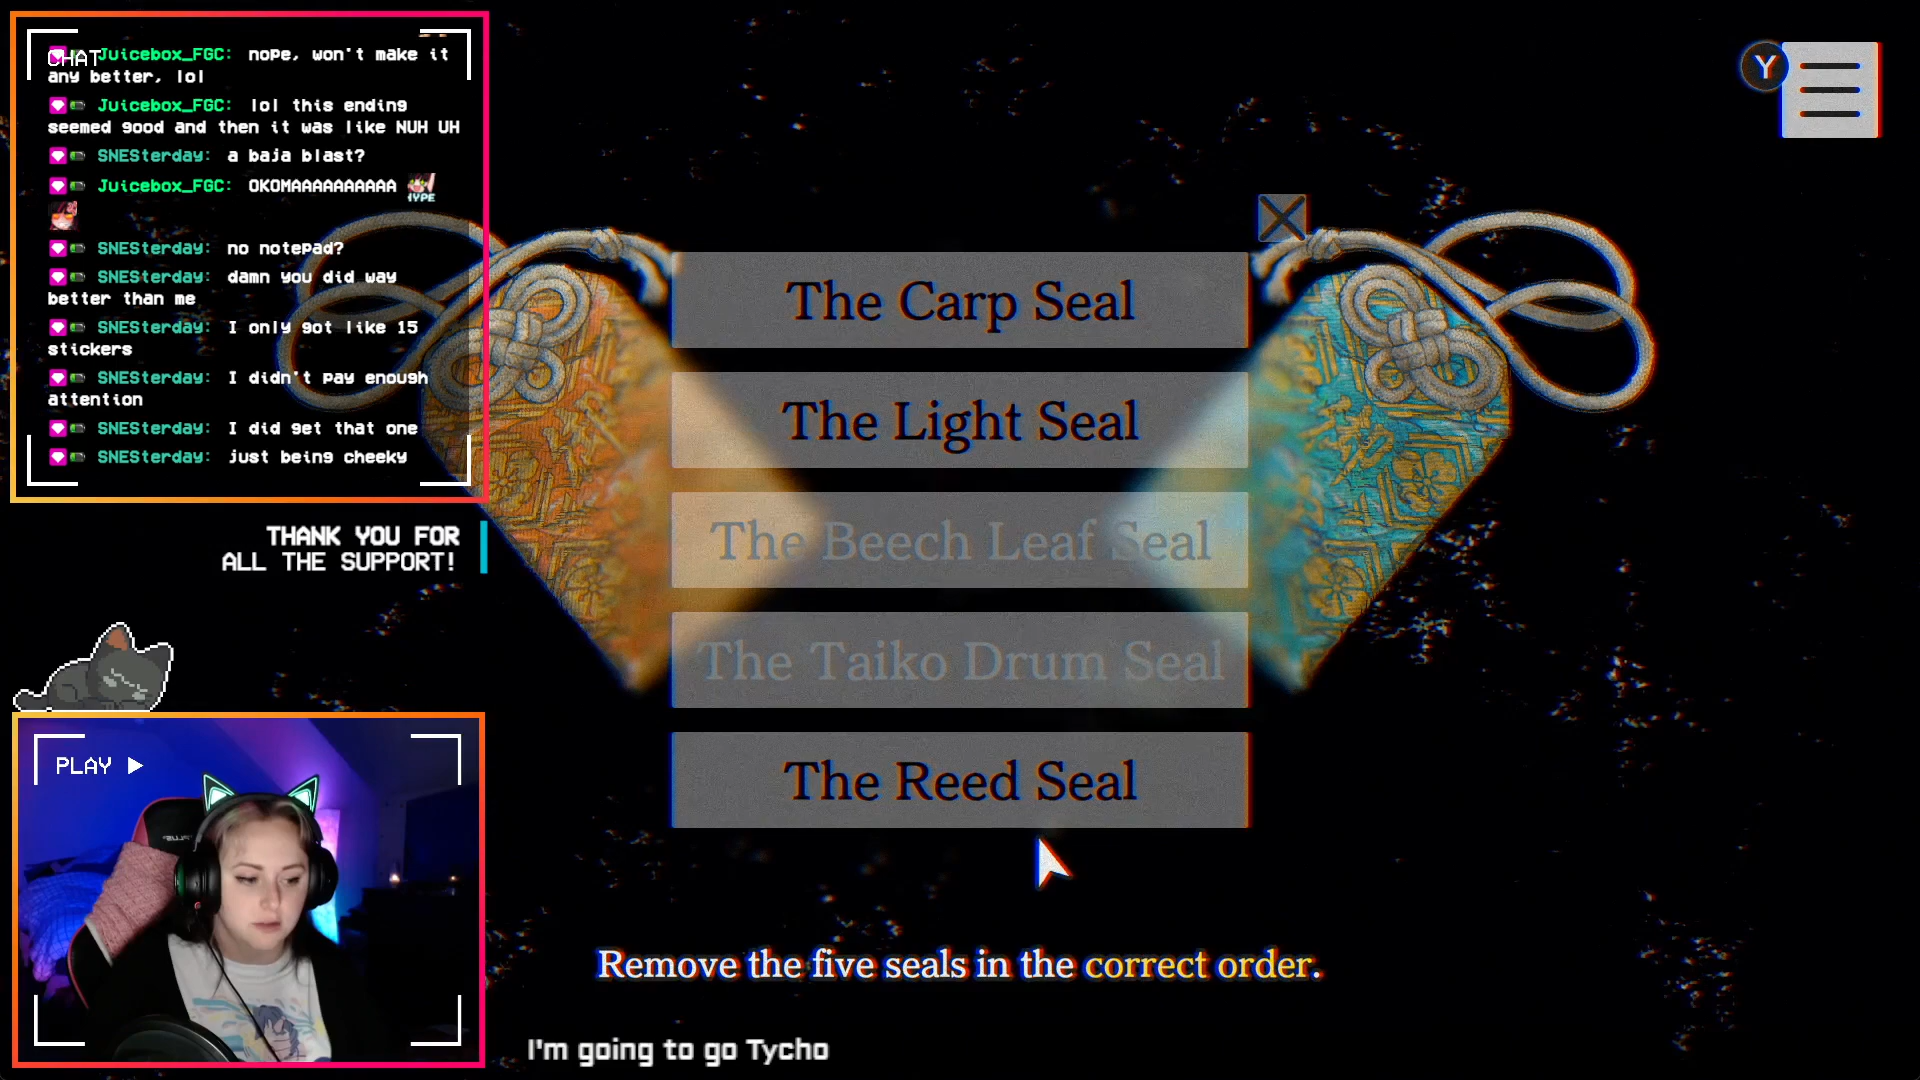 CHAT
Juicebox_FGC: nope, won't make it
any better, lol
Juicebox_FGC: lol this ending
seemed good and then it was like NUH UH
SNESterday: a baja blast?
Juicebox_FGC: OKOMAAAAAAAAAA HYPE
SNESterday: no notepad?
SNESterday: damn you did way
better than me
SNESterday: I only got like 15
stickers
SNESterday: I didn't pay enough
attention
SNESterday: I did get that one
SNESterday: just being cheeky
THANK YOU FOR
ALL THE SUPPORT!
PLAY
Y
The Carp Seal
The Light Seal
The Beech Leaf Seal
The Taiko Drum Seal
The Reed Seal
Remove the five seals in the correct order.
I'm going to go Tycho